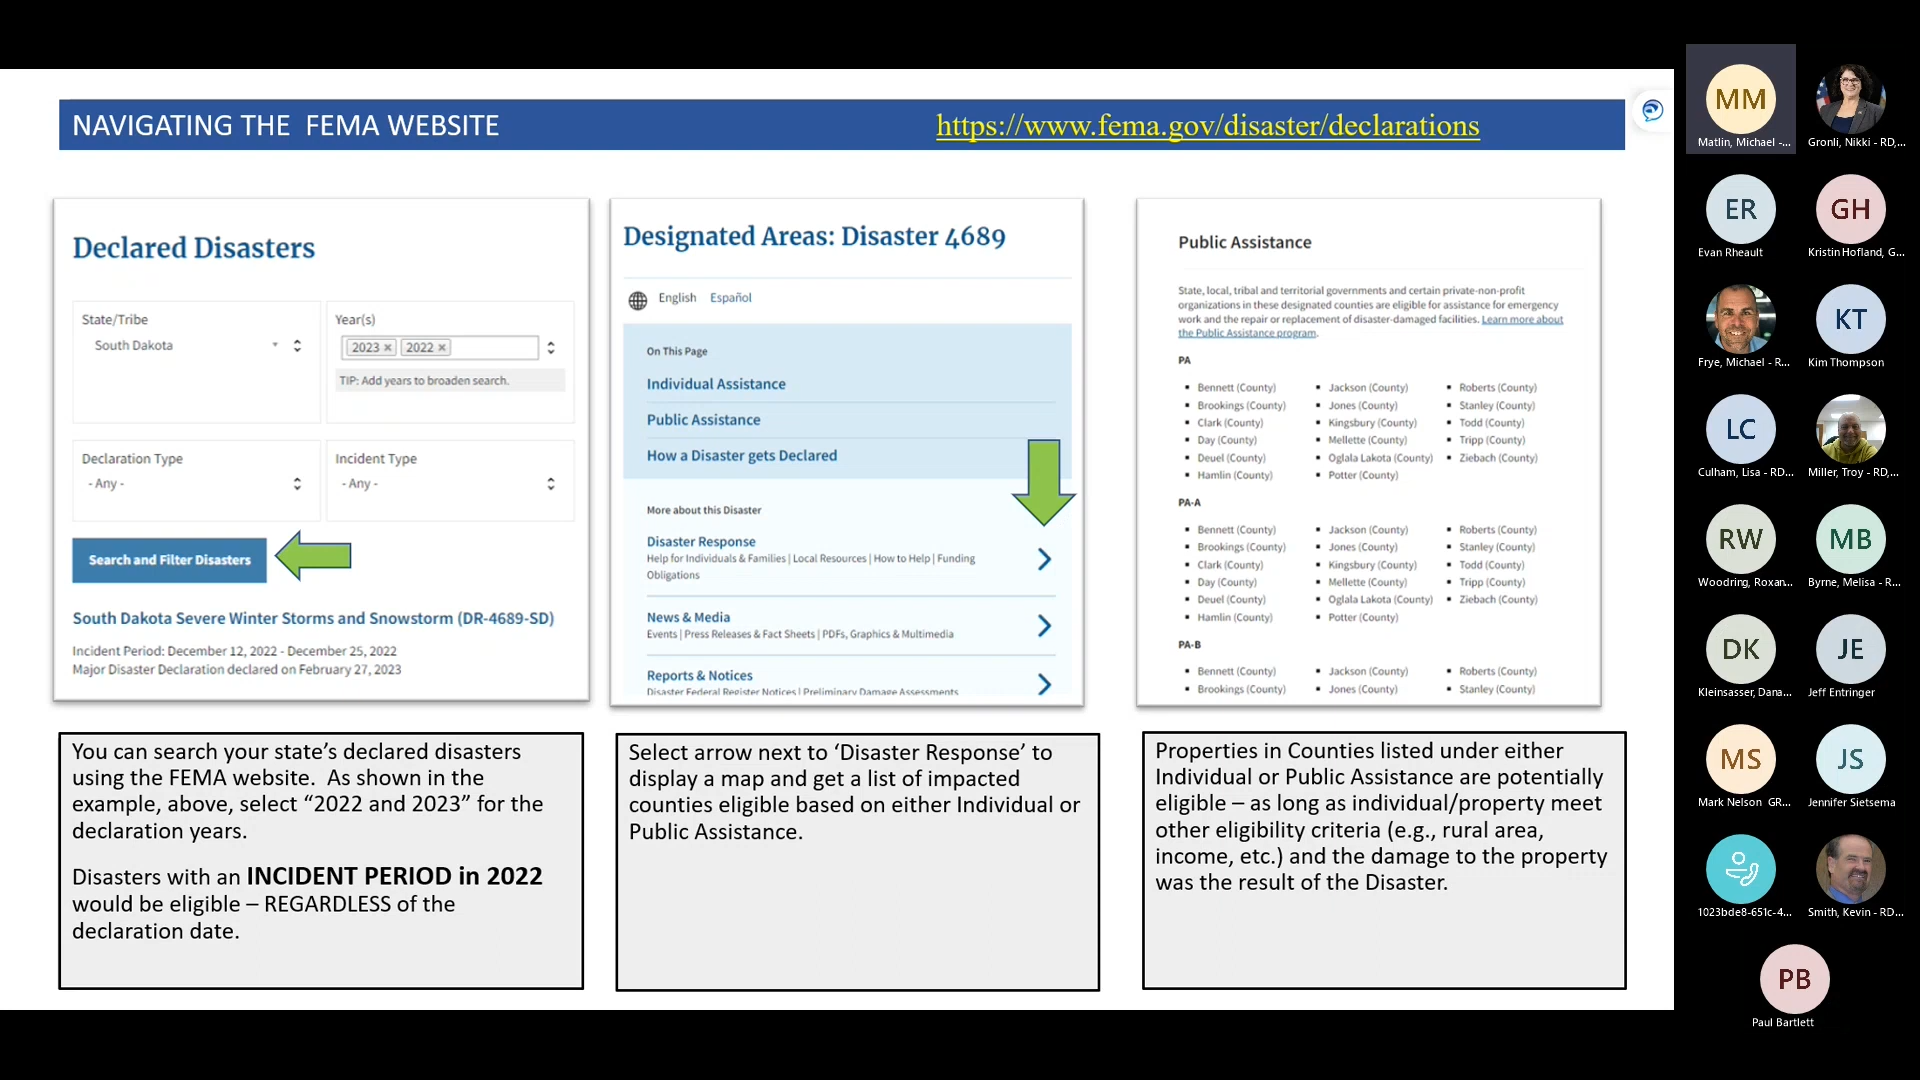 NAVIGATING THE  FEMA WEBSITE
https://www.fema.gov/disaster/declarations
Declared Disasters
State/Tribe
South Dakota
Year(s)
2023 × 2022 ×
TIP: Add years to broaden search.
Declaration Type
- Any -
Incident Type
- Any -
Search and Filter Disasters
South Dakota Severe Winter Storms and Snowstorm (DR-4689-SD)
Incident Period: December 12, 2022 - December 25, 2022
Major Disaster Declaration declared on February 27, 2023
You can search your state’s declared disasters
using the FEMA website.  As shown in the
example, above, select “2022 and 2023” for the
declaration years.
Disasters with an INCIDENT PERIOD in 2022
would be eligible – REGARDLESS of the
declaration date.
Designated Areas: Disaster 4689
English Español
On This Page
Individual Assistance
Public Assistance
How a Disaster gets Declared
More about this Disaster
Disaster Response
Help for Individuals & Families | Local Resources | How to Help | Funding
Obligations
News & Media
Events | Press Releases & Fact Sheets | PDFs, Graphics & Multimedia
Reports & Notices
Disaster Federal Register Notices | Preliminary Damage Assessments
Select arrow next to ‘Disaster Response’ to
display a map and get a list of impacted
counties eligible based on either Individual or
Public Assistance.
Public Assistance
State, local, tribal and territorial governments and certain private-non-profit
organizations in these designated counties are eligible for assistance for emergency
work and the repair or replacement of disaster-damaged facilities. Learn more about
the Public Assistance program.
PA
▪ Bennett (County) ▪ Jackson (County) ▪ Roberts (County)
▪ Brookings (County) ▪ Jones (County) ▪ Stanley (County)
▪ Clark (County) ▪ Kingsbury (County) ▪ Todd (County)
▪ Day (County) ▪ Mellette (County) ▪ Tripp (County)
▪ Deuel (County) ▪ Oglala Lakota (County) ▪ Ziebach (County)
▪ Hamlin (County) ▪ Potter (County)
PA-A
▪ Bennett (County) ▪ Jackson (County) ▪ Roberts (County)
▪ Brookings (County) ▪ Jones (County) ▪ Stanley (County)
▪ Clark (County) ▪ Kingsbury (County) ▪ Todd (County)
▪ Day (County) ▪ Mellette (County) ▪ Tripp (County)
▪ Deuel (County) ▪ Oglala Lakota (County) ▪ Ziebach (County)
▪ Hamlin (County) ▪ Potter (County)
PA-B
▪ Bennett (County) ▪ Jackson (County) ▪ Roberts (County)
▪ Brookings (County) ▪ Jones (County) ▪ Stanley (County)
Properties in Counties listed under either
Individual or Public Assistance are potentially
eligible – as long as individual/property meet
other eligibility criteria (e.g., rural area,
income, etc.) and the damage to the property
was the result of the Disaster.
MM
Matlin, Michael -...
Gronli, Nikki - RD,...
ER
Evan Rheault
GH
Kristin Hofland, G...
Frye, Michael - R...
KT
Kim Thompson
LC
Culham, Lisa - RD...
Miller, Troy - RD,...
RW
Woodring, Roxan...
MB
Byrne, Melisa - R...
DK
Kleinsasser, Dana...
JE
Jeff Entringer
MS
Mark Nelson  GR...
JS
Jennifer Sietsema
1023bde8-651c-4...
Smith, Kevin - RD...
PB
Paul Bartlett